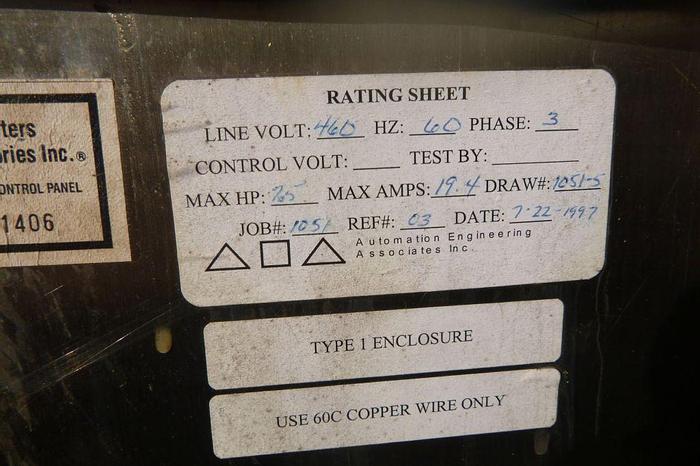 ters
ories Inc.®
ONTROL PANEL
1406
RATING SHEET
LINE VOLT: 460 HZ: 60 PHASE: 3
CONTROL VOLT: TEST BY:
MAX HP: MAX AMPS: 19.4 DRAW#: 1051-5
JOB#: 1051 REF#: 03 DATE: 7-22-1997
Automation Engineering
Associates Inc.
TYPE 1 ENCLOSURE
USE 60C COPPER WIRE ONLY